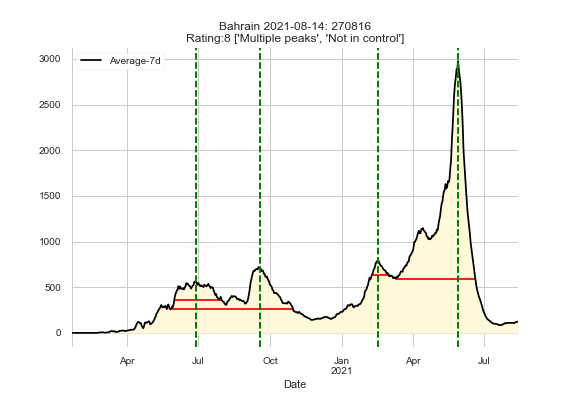 Bahrain 2021-08-14: 270816
Rating:8 ['Multiple peaks', 'Not in control']
Average-7d
3000
2500
2000
1500
1000
500
0
Apr
Jul
Oct
Jan
2021
Apr
Jul
Date